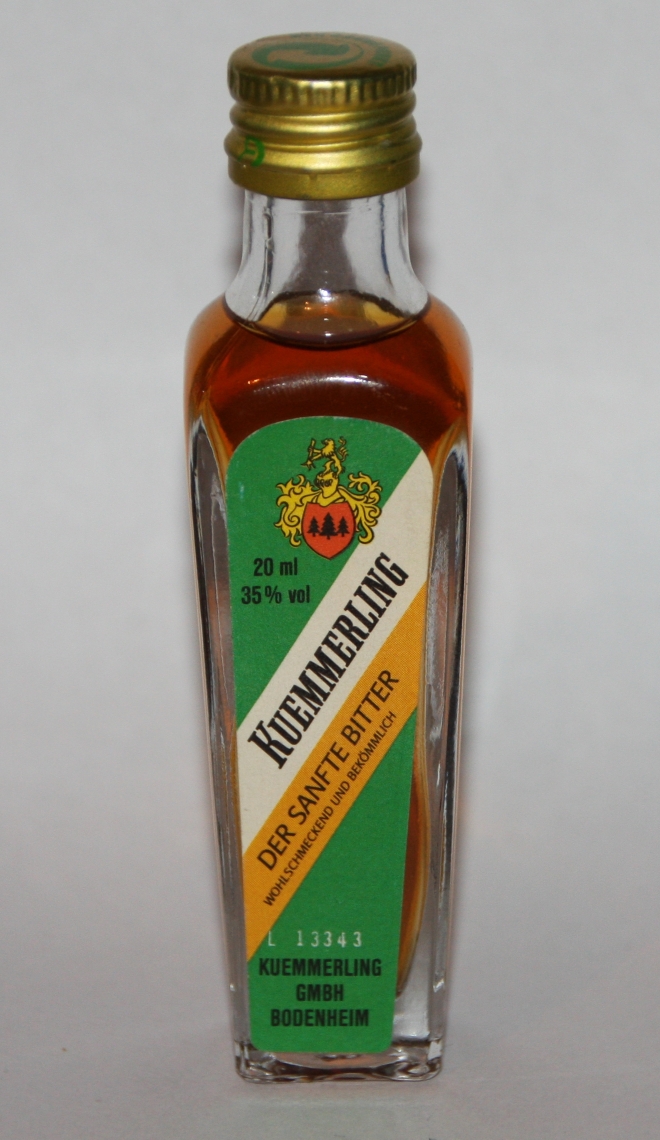 20 ml
35% vol
KUEMMERLING
DER SANFTE BITTER
WOHLSCHMECKEND UND BEKÖMMLICH
L 13343
KUEMMERLING
GMBH
BODENHEIM